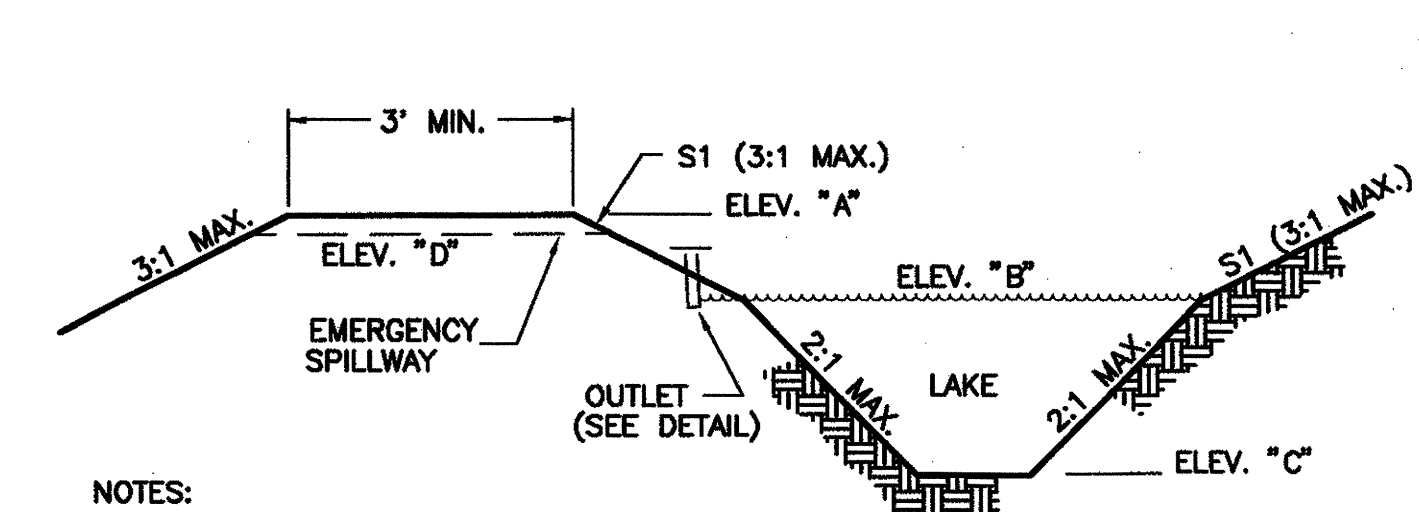 3' MIN.
S1 (3:1 MAX.)
ELEV. "A"
3:1 MAX.
ELEV. "D"
ELEV. "B"
S1 (3:1 MAX.)
EMERGENCY
SPILLWAY
2:1 MAX.
2:1 MAX.
LAKE
OUTLET
(SEE DETAIL)
ELEV. "C"
NOTES: